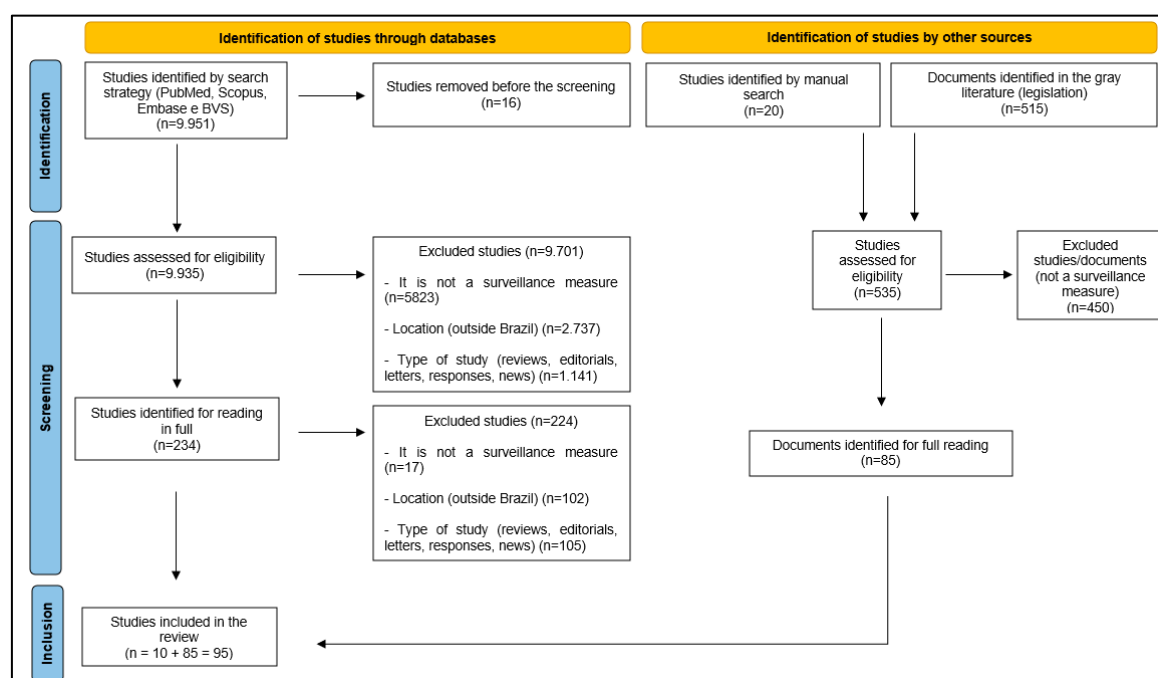 Identification of studies through databases
Identification of studies by other sources
Identification
Studies identified by search
strategy (PubMed, Scopus,
Embase e BVS)
(n=9.951)
Studies removed before the screening
(n=16)
Studies identified by manual
search
(n=20)
Documents identified in the gray
literature (legislation)
(n=515)
Screening
Studies assessed for eligibility
(n=9.935)
Excluded studies (n=9.701)
- It is not a surveillance measure
(n=5823)
- Location (outside Brazil) (n=2.737)
- Type of study (reviews, editorials,
letters, responses, news) (n=1.141)
Studies
assessed for
eligibility
(n=535)
Excluded
studies/documents
(not a surveillance
measure)
(n=450)
Studies identified for reading
in full
(n=234)
Excluded studies (n=224)
- It is not a surveillance measure
(n=17)
- Location (outside Brazil) (n=102)
- Type of study (reviews, editorials,
letters, responses, news) (n=105)
Documents identified for full reading
(n=85)
Inclusion
Studies included in the
review
(n = 10 + 85 = 95)